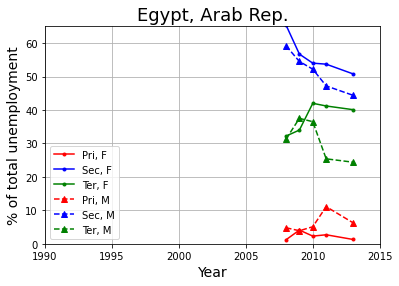 Egypt, Arab Rep.
% of total unemployment
60
50
40
30
20
10
0
Pri, F
Sec, F
Ter, F
Pri, M
Sec, M
Ter, M
1990
1995
2000
2005
2010
2015
Year